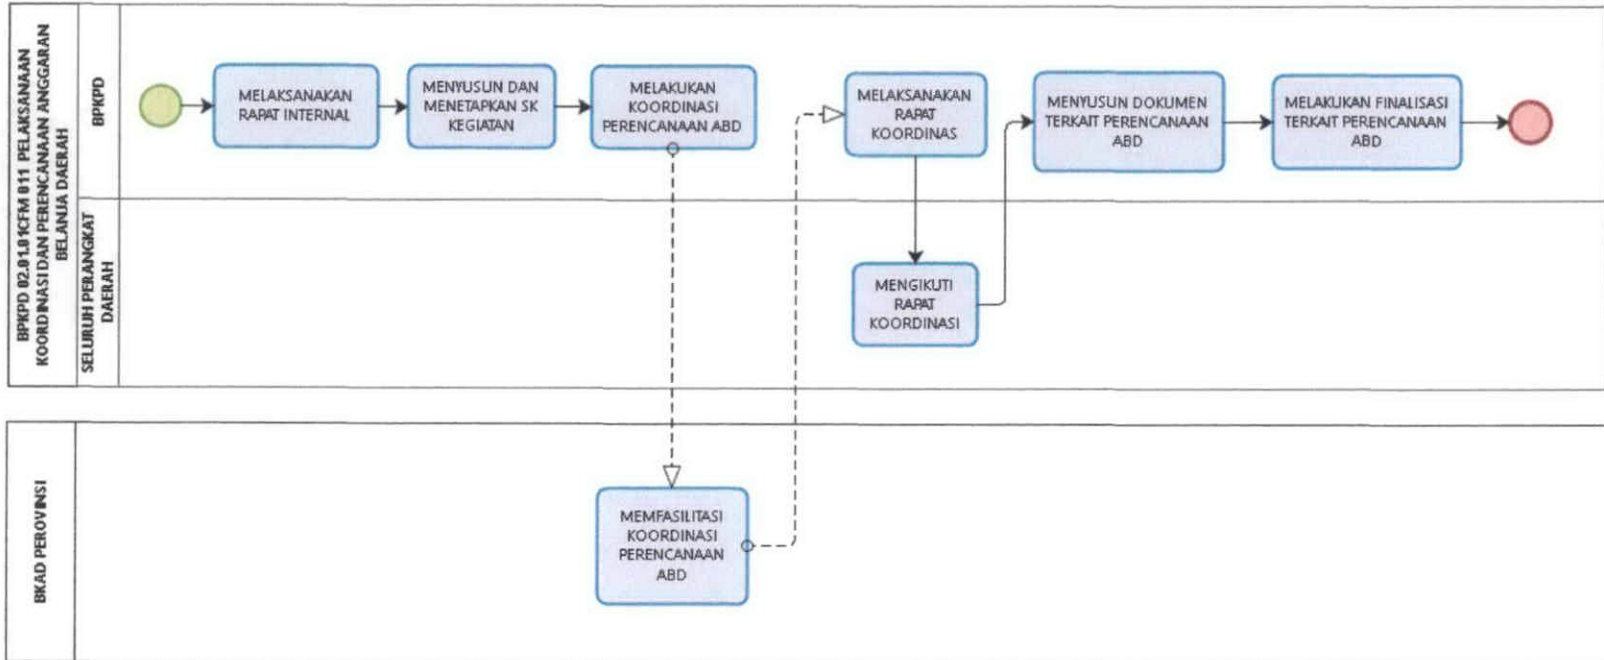 BPKPD 02.01.01CFM 011 PELAKSANAAN
KOORDINASI DAN PERENCANAAN ANGGARAN
BELANJA DAERAH
BPKPD
MELAKSANAKAN
RAPAT INTERNAL
MENYUSUN DAN
MENETAPKAN SK
KEGIATAN
MELAKUKAN
KOORDINASI
PERENCANAAN ABD
MELAKSANAKAN
RAPAT
KOORDINAS
MENYUSUN DOKUMEN
TERKAIT PERENCANAAN
ABD
MELAKUKAN FINALISASI
TERKAIT PERENCANAAN
ABD
SELURUH PERANGKAT
DAERAH
MENGIKUTI
RAPAT
KOORDINASI
BKAD PEROVINSI
MEMFASILITASI
KOORDINASI
PERENCANAAN
ABD